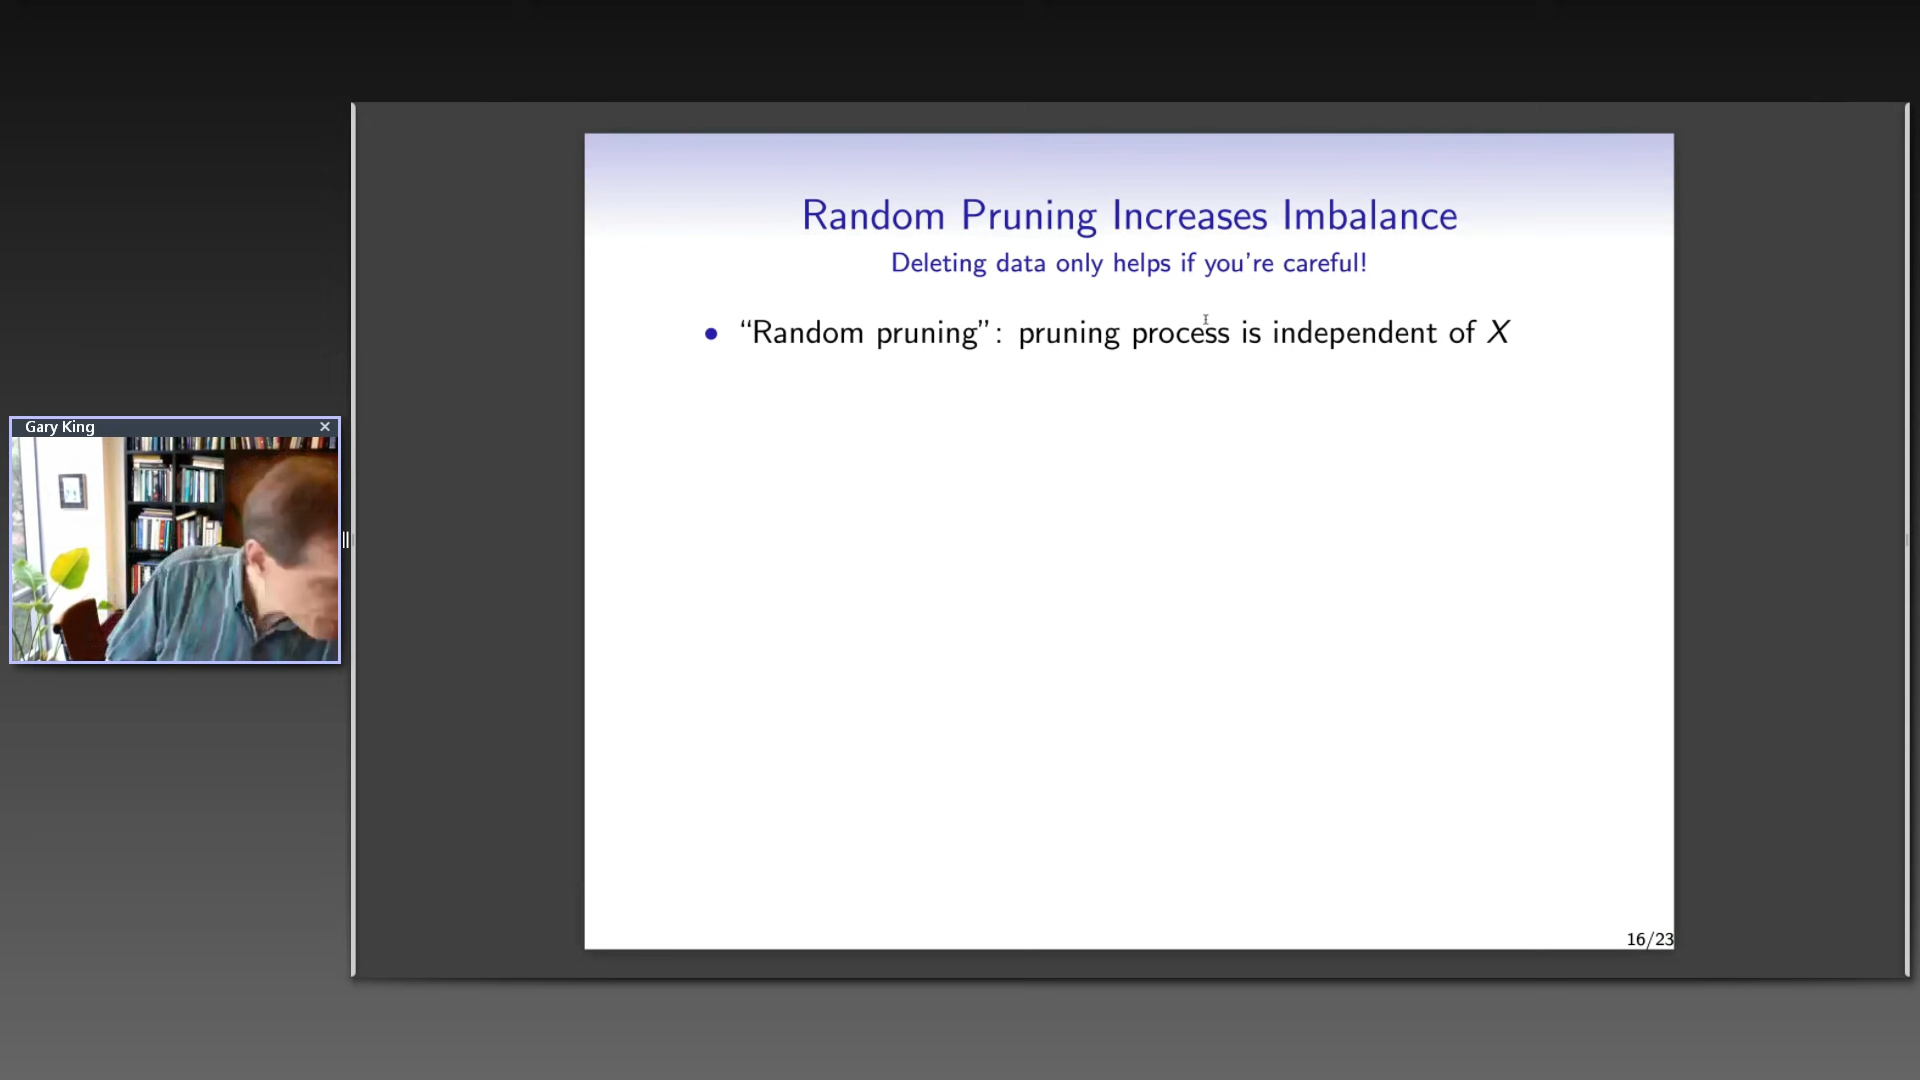 Gary King
Random Pruning Increases Imbalance
Deleting data only helps if you're careful!
• “Random pruning”: pruning process is independent of X
16/23